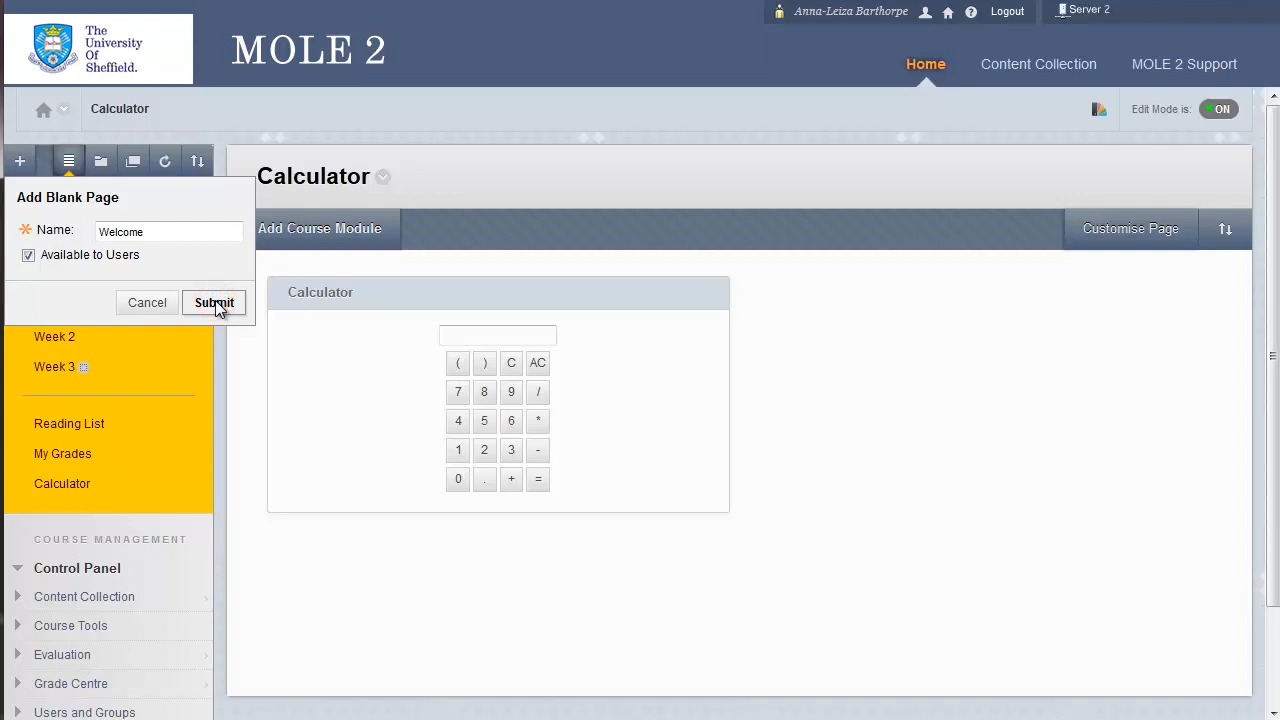 Anna-Leiza Barthorpe
Logout
Server 2
The
University
Of
Sheffield.
MOLE 2
Home
Content Collection
MOLE 2 Support
Calculator
Edit Mode is:
ON
Add Blank Page
Name:
Welcome
Available to Users
Cancel
Submit
Week 2
Week 3
Reading List
My Grades
Calculator
COURSE MANAGEMENT
Control Panel
Content Collection
Course Tools
Evaluation
Grade Centre
Users and Groups
Calculator
Add Course Module
Customise Page
Calculator
( ) C AC
7 8 9 /
4 5 6 *
1 2 3 -
0 . + =